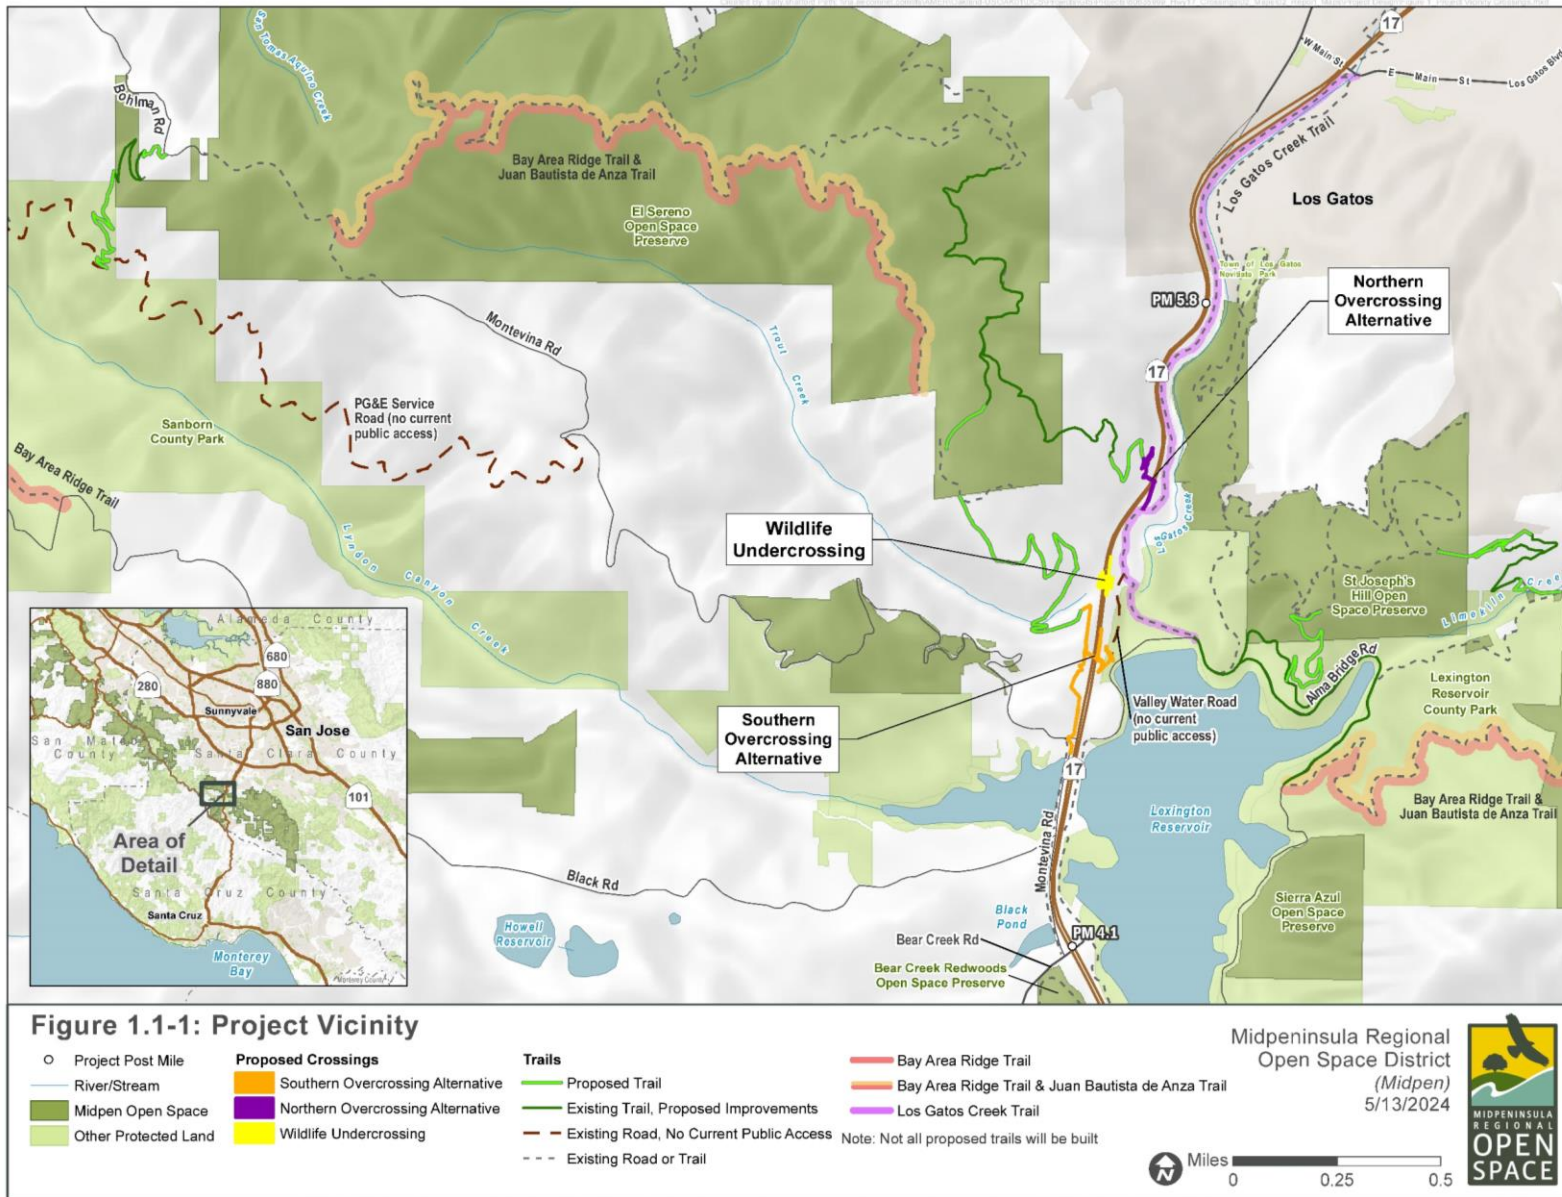 17
W Main St
E Main St
Los Gatos Blvd
San Tomas Aquino Creek
Bohlman Rd
Los Gatos Creek Trail
Bay Area Ridge Trail &
Juan Bautista de Anza Trail
Los Gatos
El Sereno
Open Space
Preserve
Town of Los Gatos
Novitiate Park
Northern
Overcrossing
Alternative
PM 5.8
Montevina Rd
Trout Creek
17
PG&E Service
Road (no current
public access)
Sanborn
County Park
Bay Area Ridge Trail
Los Gatos Creek
Wildlife
Undercrossing
Lyndon Canyon Creek
St Joseph's
Hill Open
Space Preserve
Limekiln Creek
Alma Bridge Rd
Lexington
Reservoir
County Park
Valley Water Road
(no current
public access)
Southern
Overcrossing
Alternative
17
Bay Area Ridge Trail &
Juan Bautista de Anza Trail
Lexington
Reservoir
Montevina Rd
Black Rd
Sierra Azul
Open Space
Preserve
Howell
Reservoir
Black
Pond
PM 4.1
Bear Creek Rd
Bear Creek Redwoods
Open Space Preserve
Alameda County
680
280
880
Sunnyvale
San Jose
San Mateo
County
Santa Clara County
101
Area of
Detail
Santa Cruz County
Santa Cruz
Monterey
Bay
Monterey County
Figure 1.1-1: Project Vicinity
Project Post Mile
River/Stream
Midpen Open Space
Other Protected Land
Proposed Crossings
Southern Overcrossing Alternative
Northern Overcrossing Alternative
Wildlife Undercrossing
Trails
Proposed Trail
Existing Trail, Proposed Improvements
Existing Road, No Current Public Access
Existing Road or Trail
Bay Area Ridge Trail
Bay Area Ridge Trail & Juan Bautista de Anza Trail
Los Gatos Creek Trail
Note: Not all proposed trails will be built
Midpeninsula Regional
Open Space District
(Midpen)
5/13/2024
N
Miles
0 0.25 0.5
MIDPENINSULA
REGIONAL
OPEN
SPACE